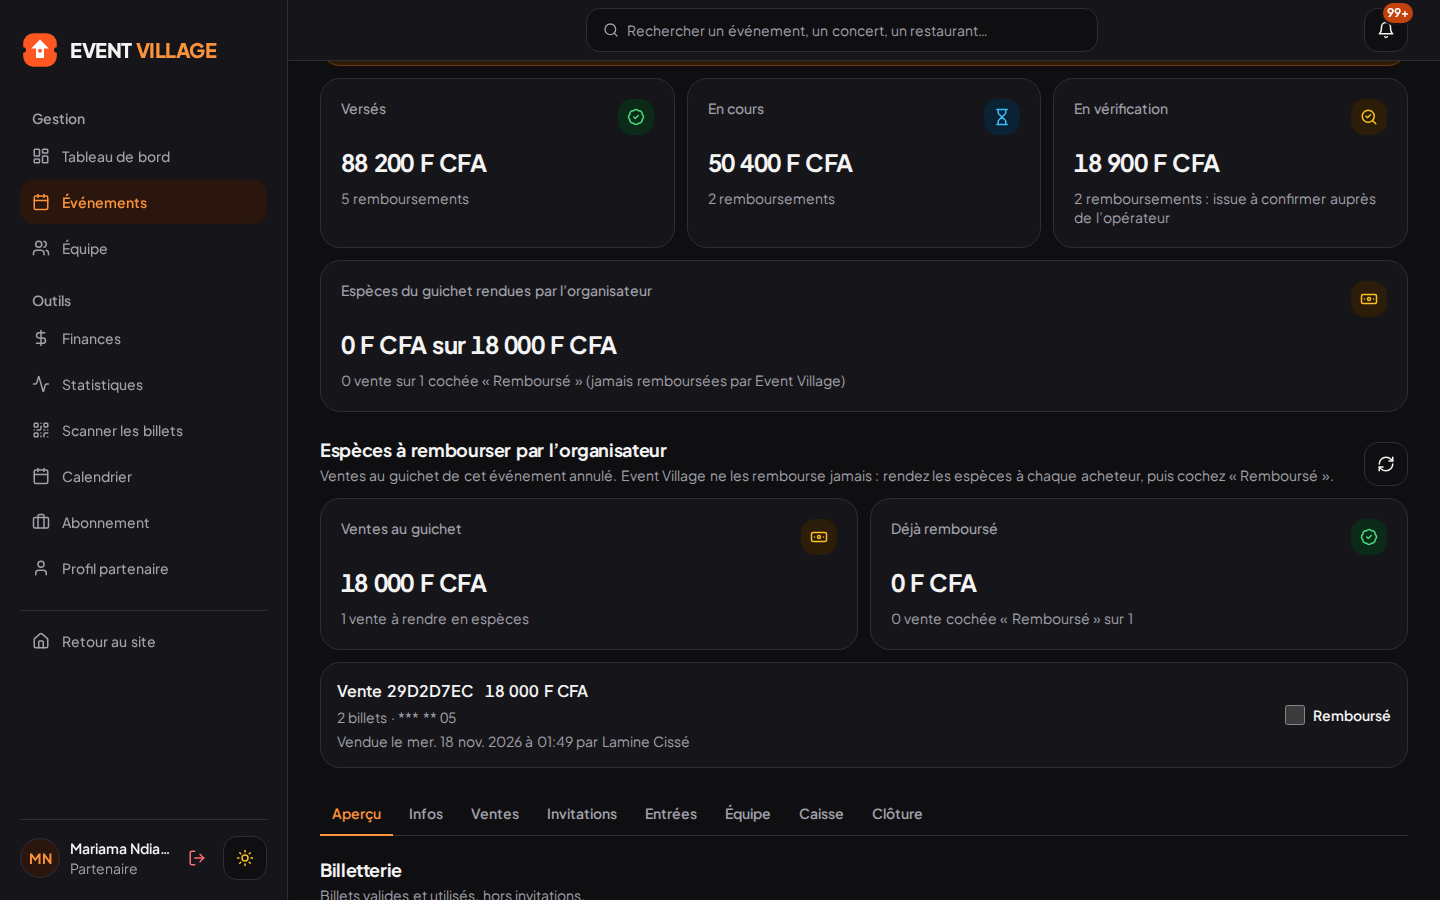 EVENT VILLAGE
Rechercher un événement, un concert, un restaurant…
99+
Gestion
Tableau de bord
Événements
Équipe
Outils
Finances
Statistiques
Scanner les billets
Calendrier
Abonnement
Profil partenaire
Retour au site
MN
Mariama Ndia…
Partenaire
Versés
88 200 F CFA
5 remboursements
En cours
50 400 F CFA
2 remboursements
En vérification
18 900 F CFA
2 remboursements : issue à confirmer auprès
de l’opérateur
Espèces du guichet rendues par l’organisateur
0 F CFA sur 18 000 F CFA
0 vente sur 1 cochée « Remboursé » (jamais remboursées par Event Village)
Espèces à rembourser par l’organisateur
Ventes au guichet de cet événement annulé. Event Village ne les rembourse jamais : rendez les espèces à chaque acheteur, puis cochez « Remboursé ».
Ventes au guichet
18 000 F CFA
1 vente à rendre en espèces
Déjà remboursé
0 F CFA
0 vente cochée « Remboursé » sur 1
Vente 29D2D7EC 18 000 F CFA
2 billets · *** ** 05
Vendue le mer. 18 nov. 2026 à 01:49 par Lamine Cissé
Remboursé
Aperçu Infos Ventes Invitations Entrées Équipe Caisse Clôture
Billetterie
Billets valides et utilisés, hors invitations.